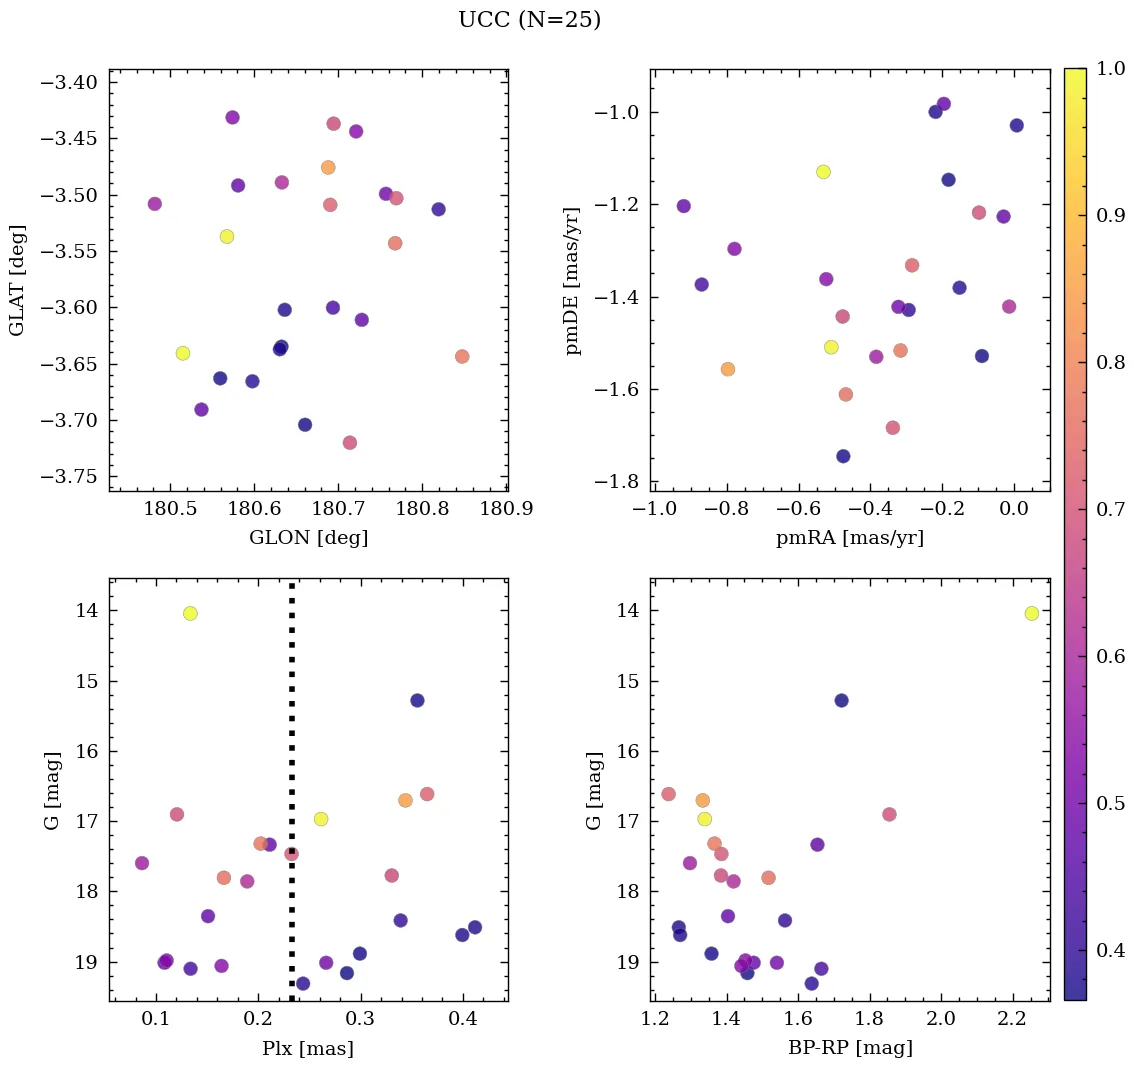 UCC (N=25)
−3.40
−3.45
−3.50
−3.55
−3.60
−3.65
−3.70
−3.75
GLAT [deg]
180.5 180.6 180.7 180.8 180.9
GLON [deg]
−1.0
−1.2
−1.4
−1.6
−1.8
pmDE [mas/yr]
−1.0 −0.8 −0.6 −0.4 −0.2 0.0
pmRA [mas/yr]
14
15
16
17
18
19
G [mag]
0.1 0.2 0.3 0.4
Plx [mas]
14
15
16
17
18
19
G [mag]
1.2 1.4 1.6 1.8 2.0 2.2
BP-RP [mag]
1.0
0.9
0.8
0.7
0.6
0.5
0.4